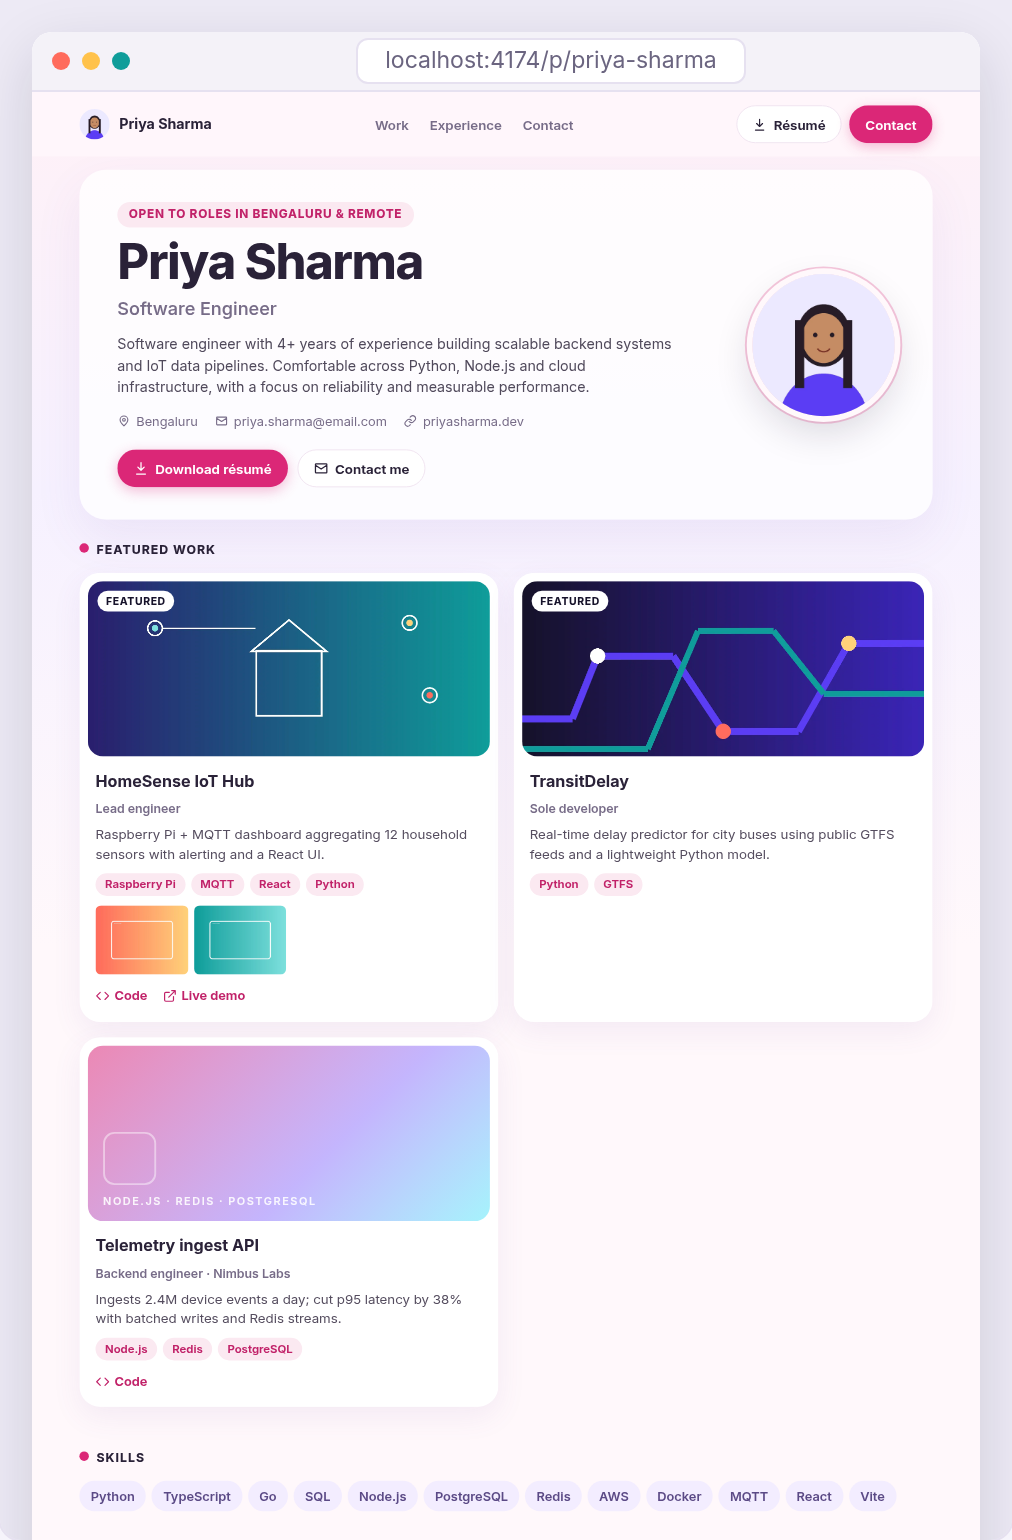 localhost:4174/p/priya-sharma
Priya Sharma
Work Experience Contact
Résumé
Contact
OPEN TO ROLES IN BENGALURU & REMOTE
Priya Sharma
Software Engineer
Software engineer with 4+ years of experience building scalable backend systems
and IoT data pipelines. Comfortable across Python, Node.js and cloud
infrastructure, with a focus on reliability and measurable performance.
Bengaluru priya.sharma@email.com priyasharma.dev
Download résumé Contact me
FEATURED WORK
FEATURED
HomeSense IoT Hub
Lead engineer
Raspberry Pi + MQTT dashboard aggregating 12 household
sensors with alerting and a React UI.
Raspberry Pi MQTT React Python
Code Live demo
FEATURED
TransitDelay
Sole developer
Real-time delay predictor for city buses using public GTFS
feeds and a lightweight Python model.
Python GTFS
NODE.JS · REDIS · POSTGRESQL
Telemetry ingest API
Backend engineer · Nimbus Labs
Ingests 2.4M device events a day; cut p95 latency by 38%
with batched writes and Redis streams.
Node.js Redis PostgreSQL
Code
SKILLS
Python TypeScript Go SQL Node.js PostgreSQL Redis AWS Docker MQTT React Vite